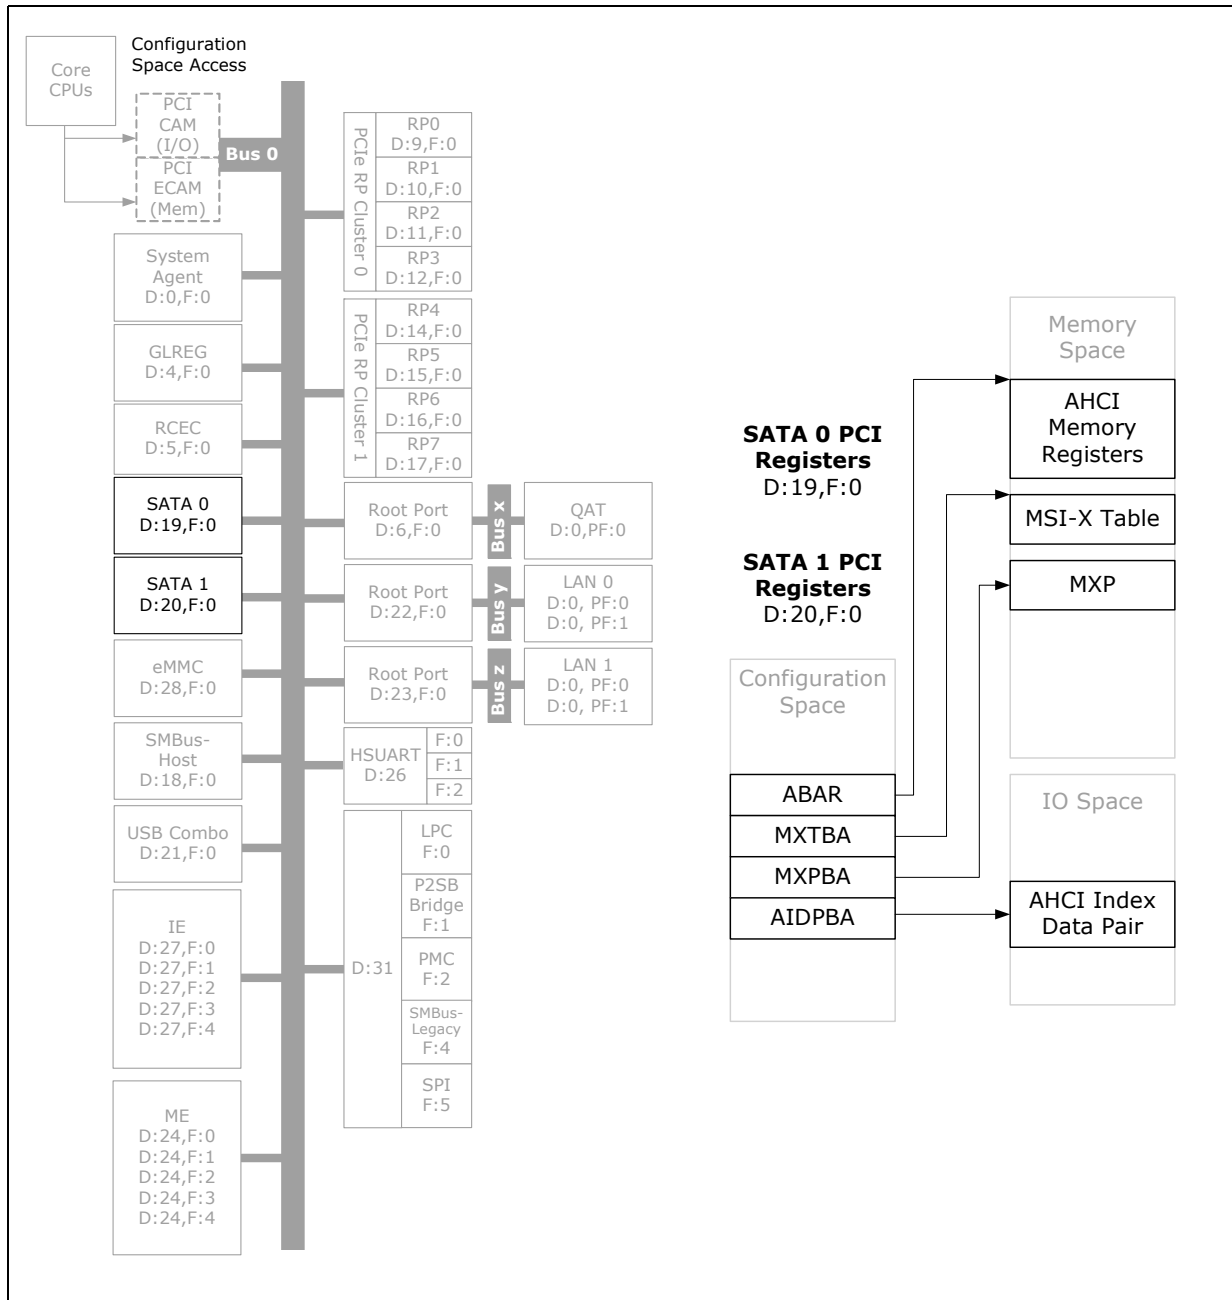 Configuration
Space Access
Core
CPUs
PCI
CAM
(I/O)
PCI
ECAM
(Mem)
Bus 0
System
Agent
D:0,F:0
GLREG
D:4,F:0
RCEC
D:5,F:0
SATA 0
D:19,F:0
SATA 1
D:20,F:0
eMMC
D:28,F:0
SMBus-
Host
D:18,F:0
USB Combo
D:21,F:0
IE
D:27,F:0
D:27,F:1
D:27,F:2
D:27,F:3
D:27,F:4
ME
D:24,F:0
D:24,F:1
D:24,F:2
D:24,F:3
D:24,F:4
PCIe RP Cluster 0
RP0
D:9,F:0
RP1
D:10,F:0
RP2
D:11,F:0
RP3
D:12,F:0
PCIe RP Cluster 1
RP4
D:14,F:0
RP5
D:15,F:0
RP6
D:16,F:0
RP7
D:17,F:0
Root Port
D:6,F:0
Bus x
QAT
D:0,PF:0
Root Port
D:22,F:0
Bus y
LAN 0
D:0, PF:0
D:0, PF:1
Root Port
D:23,F:0
Bus z
LAN 1
D:0, PF:0
D:0, PF:1
HSUART
D:26
F:0
F:1
F:2
D:31
LPC
F:0
P2SB
Bridge
F:1
PMC
F:2
SMBus-
Legacy
F:4
SPI
F:5
SATA 0 PCI
Registers
D:19,F:0
SATA 1 PCI
Registers
D:20,F:0
Configuration
Space
ABAR
MXTBA
MXPBA
AIDPBA
Memory
Space
AHCI
Memory
Registers
MSI-X Table
MXP
IO Space
AHCI Index
Data Pair